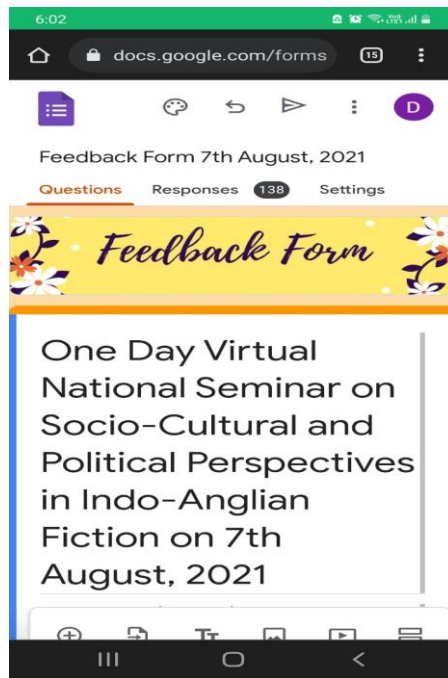 6:02
docs.google.com/forms 15
D
Feedback Form 7th August, 2021
Questions Responses 138 Settings
Feedback Form
One Day Virtual
National Seminar on
Socio-Cultural and
Political Perspectives
in Indo-Anglian
Fiction on 7th
August, 2021
Tт